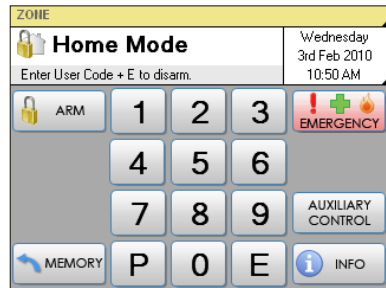 ZONE
Home Mode
Enter User Code + E to disarm.
Wednesday
3rd Feb 2010
10:50 AM
ARM
1 2 3
EMERGENCY
4 5 6
7 8 9
AUXILIARY
CONTROL
MEMORY
P 0 E
i INFO